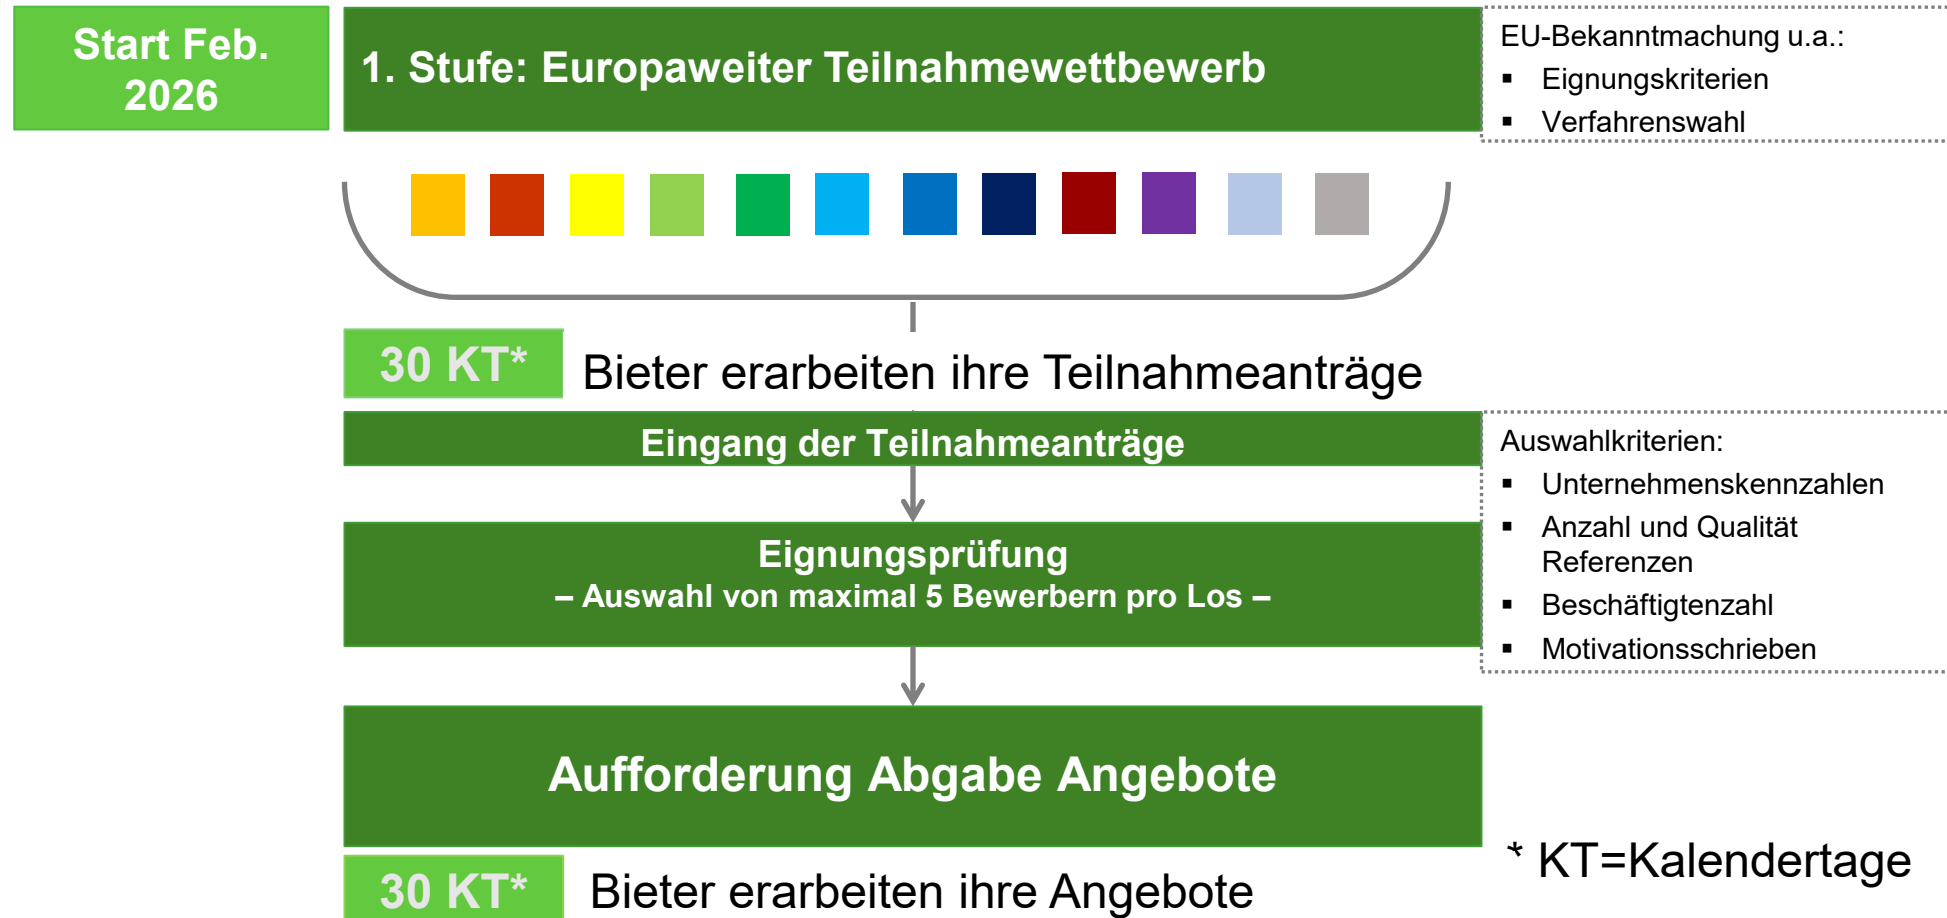 Start Feb.
2026
1. Stufe: Europaweiter Teilnahmewettbewerb
EU-Bekanntmachung u.a.:
▪ Eignungskriterien
▪ Verfahrenswahl
30 KT*
Bieter erarbeiten ihre Teilnahmeanträge
Eingang der Teilnahmeanträge
Auswahlkriterien:
▪ Unternehmenskennzahlen
▪ Anzahl und Qualität
Referenzen
▪ Beschäftigtenzahl
▪ Motivationsschrieben
Eignungsprüfung
– Auswahl von maximal 5 Bewerbern pro Los –
Aufforderung Abgabe Angebote
* KT=Kalendertage
30 KT*
Bieter erarbeiten ihre Angebote